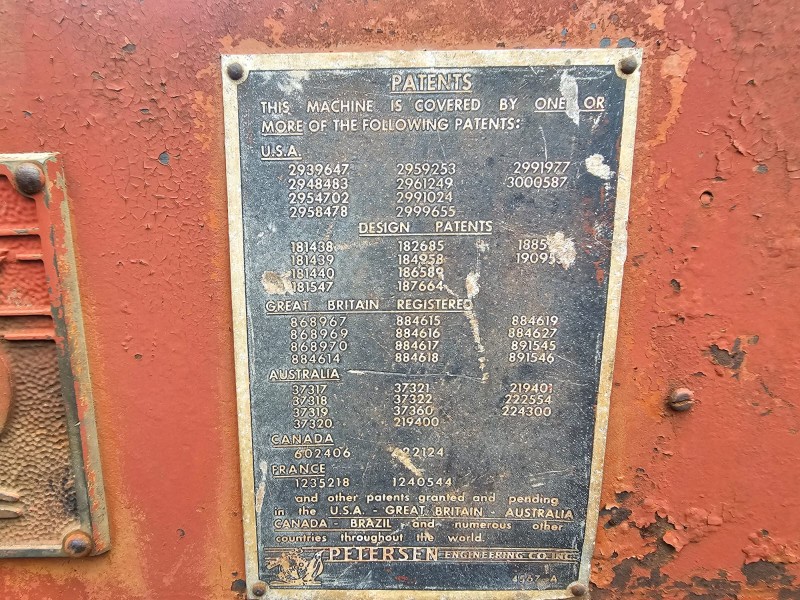 PATENTS
THIS MACHINE IS COVERED BY ONE OR
MORE OF THE FOLLOWING PATENTS:
U.S.A.
2939647 2959253 2991977
2948483 2961249 3000587
2954702 2991024
2958478 2999655
DESIGN PATENTS
181438 182685
181439 184958
181440 186589
181547 187664
GREAT BRITAIN REGISTERED
868967 884615 884619
868969 884616 884627
868970 884617 891545
884614 884618 891546
AUSTRALIA
37317 37321 219401
37318 37322 222554
37319 37360 224300
37320 219400
CANADA
602406
FRANCE
1235218 1240544
and other patents granted and pending
in the U.S.A. - GREAT BRITAIN - AUSTRALIA
CANADA - BRAZIL - and numerous other
countries throughout the world.
PETERSEN ENGINEERING CO. INC.
4567-A